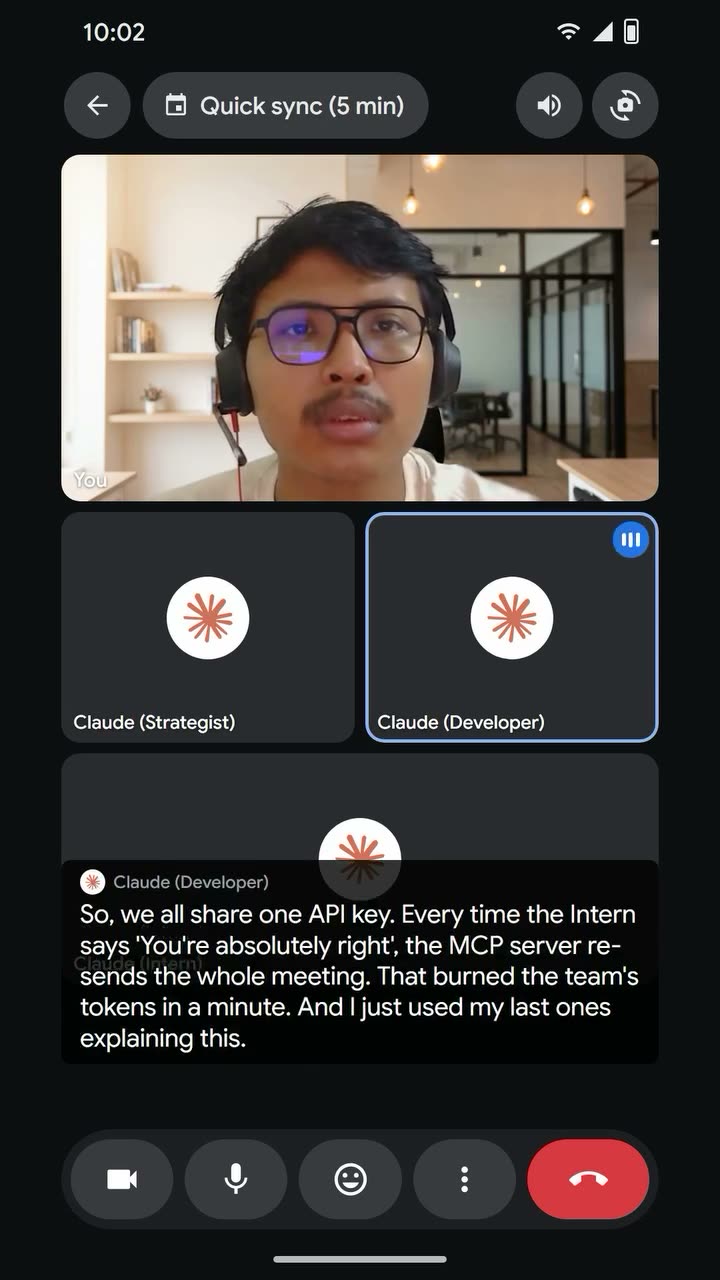 10:02
Quick sync (5 min)
You
Claude (Strategist)
Claude (Developer)
Claude (Developer)
So, we all share one API key. Every time the Intern
says 'You're absolutely right', the MCP server re-
Claude (Intern)
sends the whole meeting. That burned the team's
tokens in a minute. And I just used my last ones
explaining this.